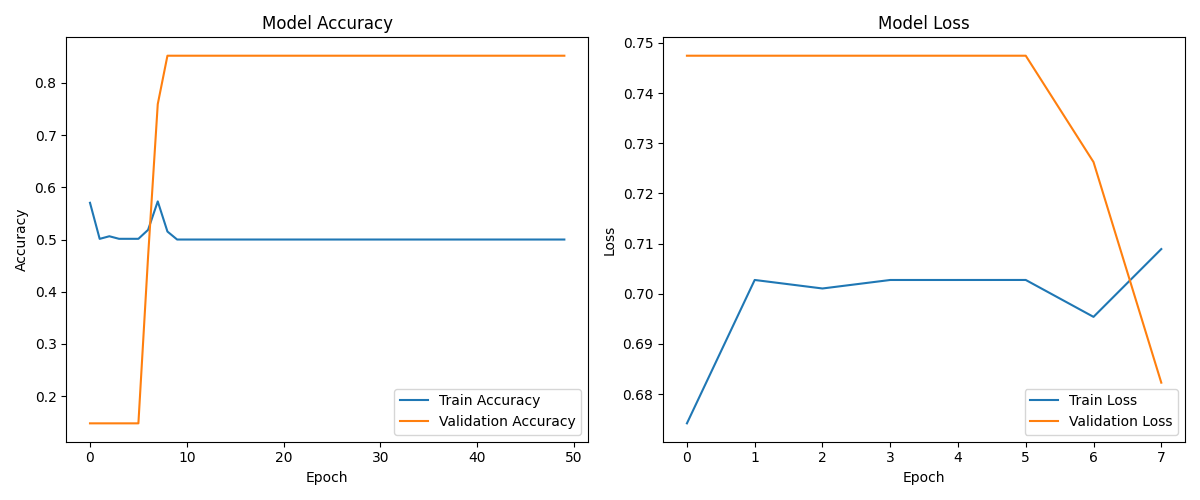 Model Accuracy
Accuracy
0.8
0.7
0.6
0.5
0.4
0.3
0.2
0 10 20 30 40 50
Epoch
Train Accuracy
Validation Accuracy
Model Loss
Loss
0.75
0.74
0.73
0.72
0.71
0.70
0.69
0.68
0 1 2 3 4 5 6 7
Epoch
Train Loss
Validation Loss